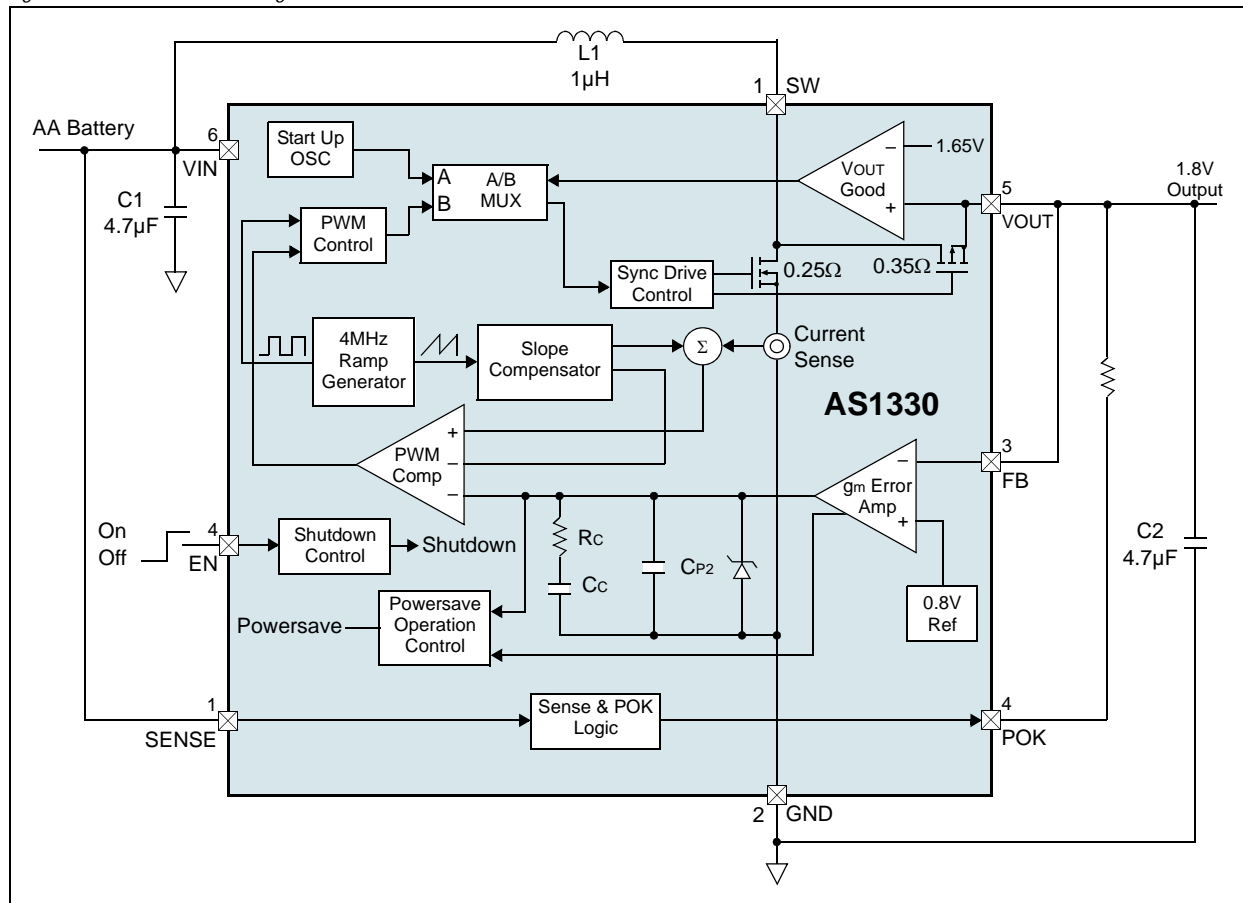 L1
1µH
1 SW
AA Battery
6
VIN
Start Up
OSC
A
B
A/B
MUX
VOUT
Good
−
+
1.65V
5
VOUT
1.8V
Output
C1
4.7µF
PWM
Control
Sync Drive
Control
0.25Ω
0.35Ω
4MHz
Ramp
Generator
Slope
Compensator
Σ
Current
Sense
AS1330
PWM
Comp
+
−
−
gm Error
Amp
−
+
3
FB
On
Off
4
EN
Shutdown
Control
Shutdown
RC
CC
CP2
C2
4.7µF
0.8V
Ref
Powersave
Powersave
Operation
Control
1
SENSE
Sense & POK
Logic
4
POK
2 GND